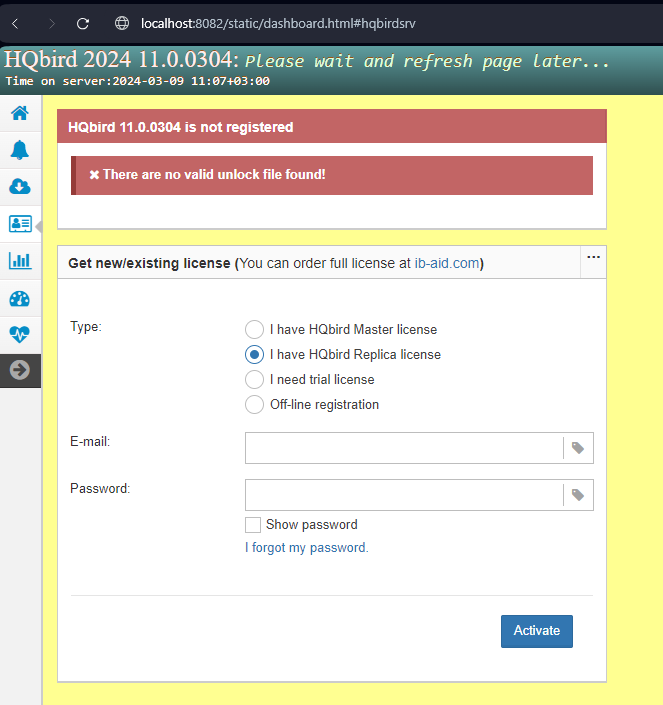 localhost:8082/static/dashboard.html#hqbirdsrv
HQbird 2024 11.0.0304: Please wait and refresh page later...
Time on server:2024-03-09 11:07+03:00
HQbird 11.0.0304 is not registered
✖ There are no valid unlock file found!
Get new/existing license (You can order full license at ib-aid.com) ...
Type:
I have HQbird Master license
I have HQbird Replica license
I need trial license
Off-line registration
E-mail:
Password:
Show password
I forgot my password.
Activate